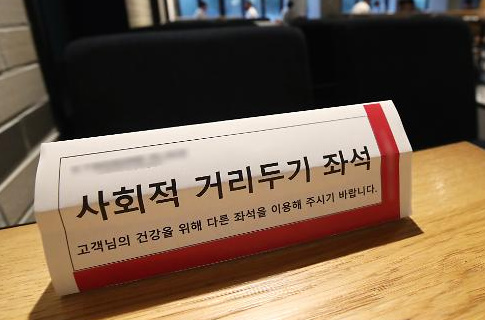 사회적 거리두기 좌석
고객님의 건강을 위해 다른 좌석을 이용해 주시기 바랍니다.